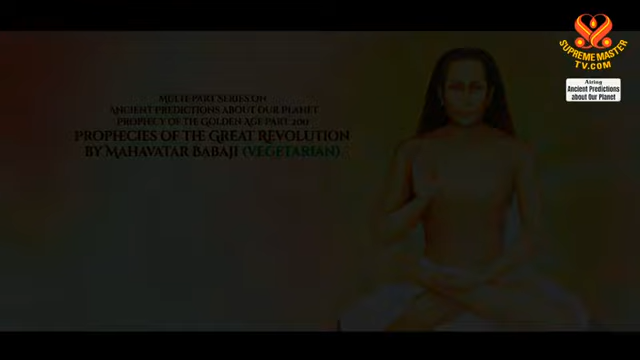 SUPREME MASTER
TV.COM
Airing
Ancient Predictions
about Our Planet
Multi-part Series on
Ancient Predictions about Our Planet
Prophecy of the Golden Age Part 200
Prophecies of the Great Revolution
by Mahavatar Babaji (vegetarian)